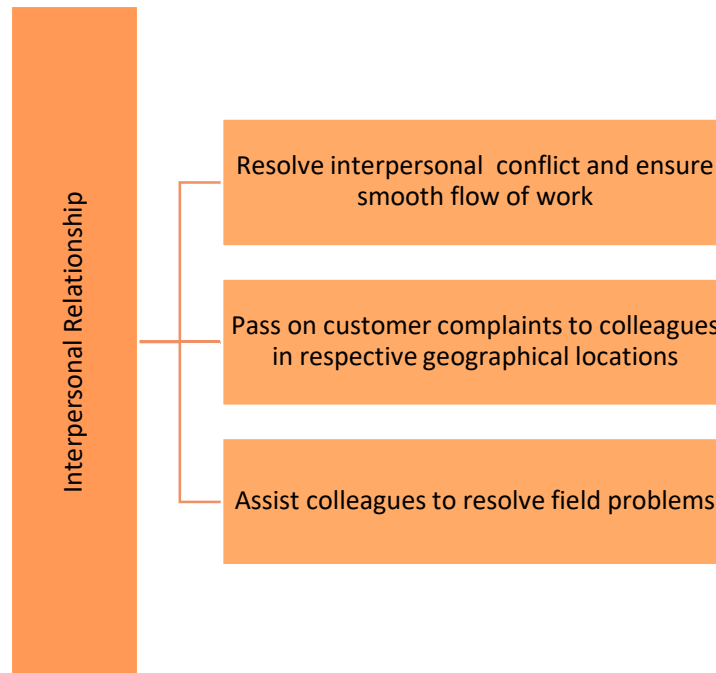 Interpersonal Relationship
Resolve interpersonal  conflict and ensure
smooth flow of work
Pass on customer complaints to colleagues
in respective geographical locations
Assist colleagues to resolve field problems